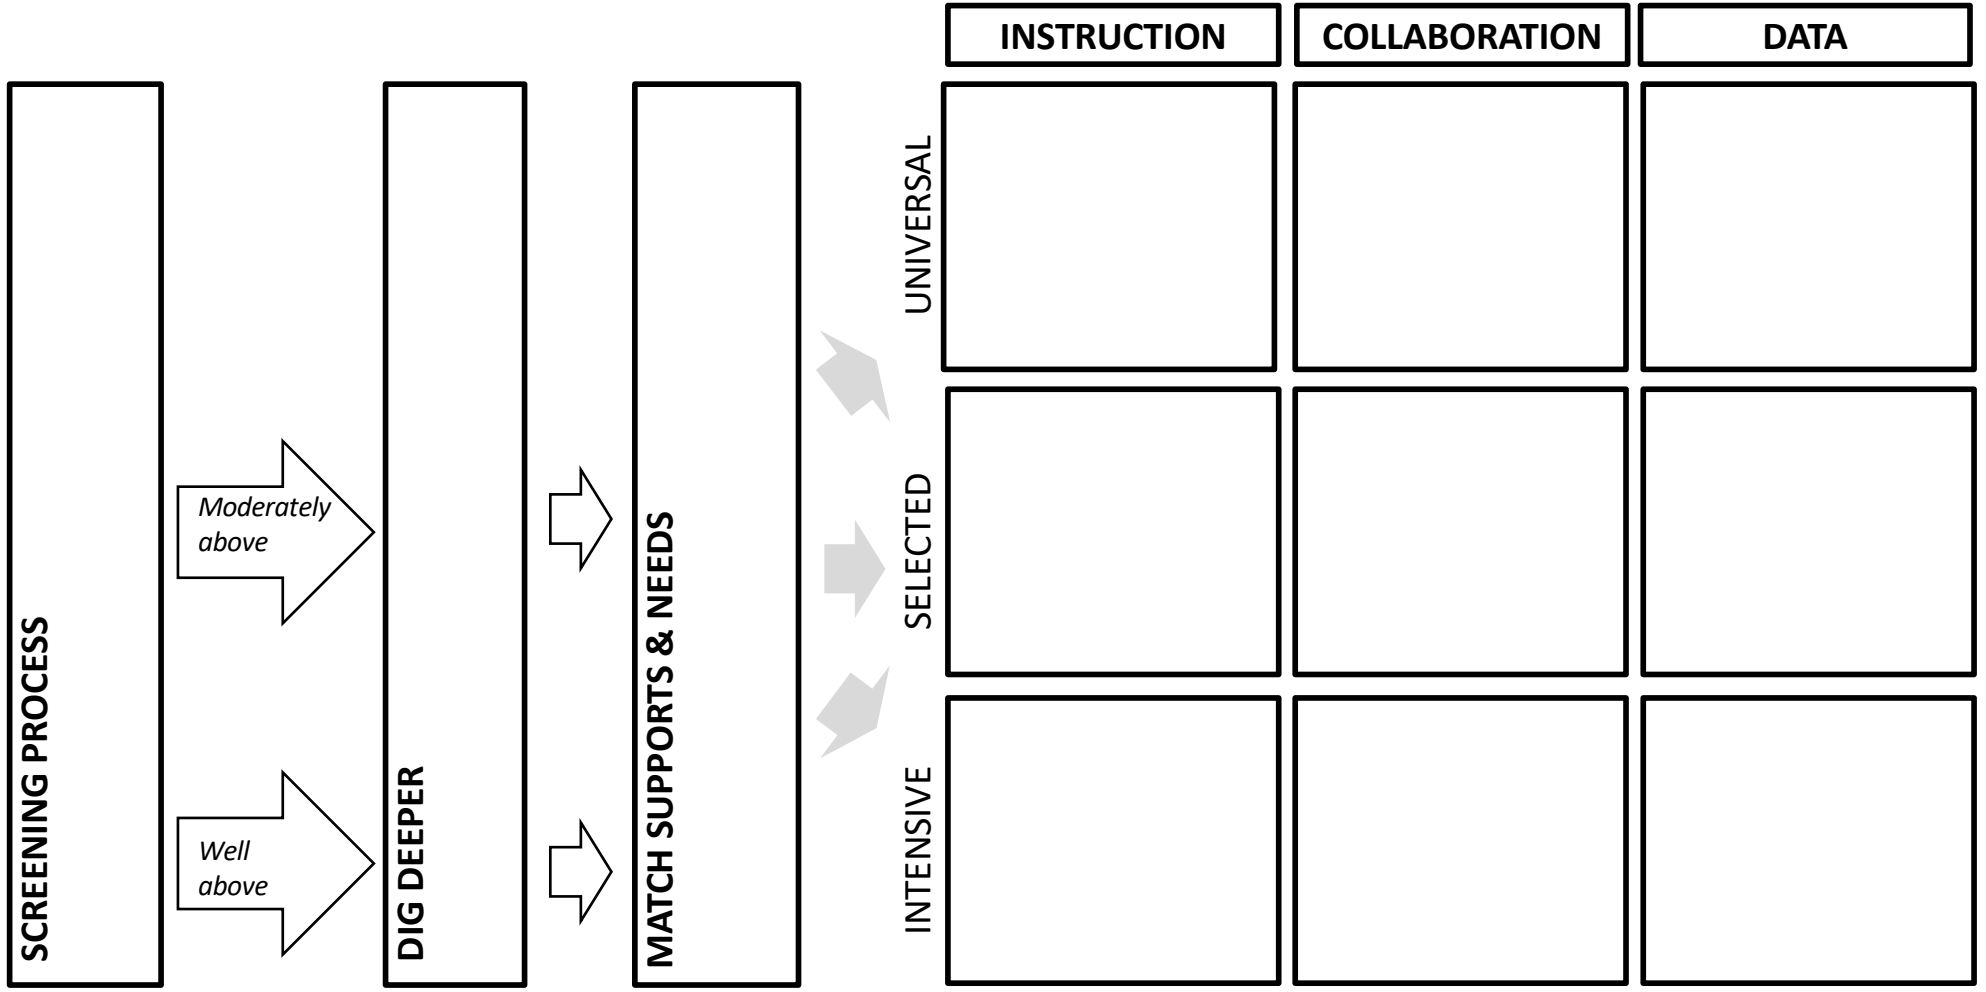 INSTRUCTION
COLLABORATION
DATA
SCREENING PROCESS
Moderately
above
Well
above
DIG DEEPER
MATCH SUPPORTS & NEEDS
UNIVERSAL
SELECTED
INTENSIVE